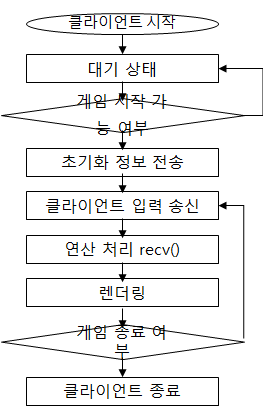 클라이언트 시작
대기 상태
게임 시작 가
능 여부
초기화 정보 전송
클라이언트 입력 송신
연산 처리 recv()
렌더링
게임 종료 여
부
클라이언트 종료